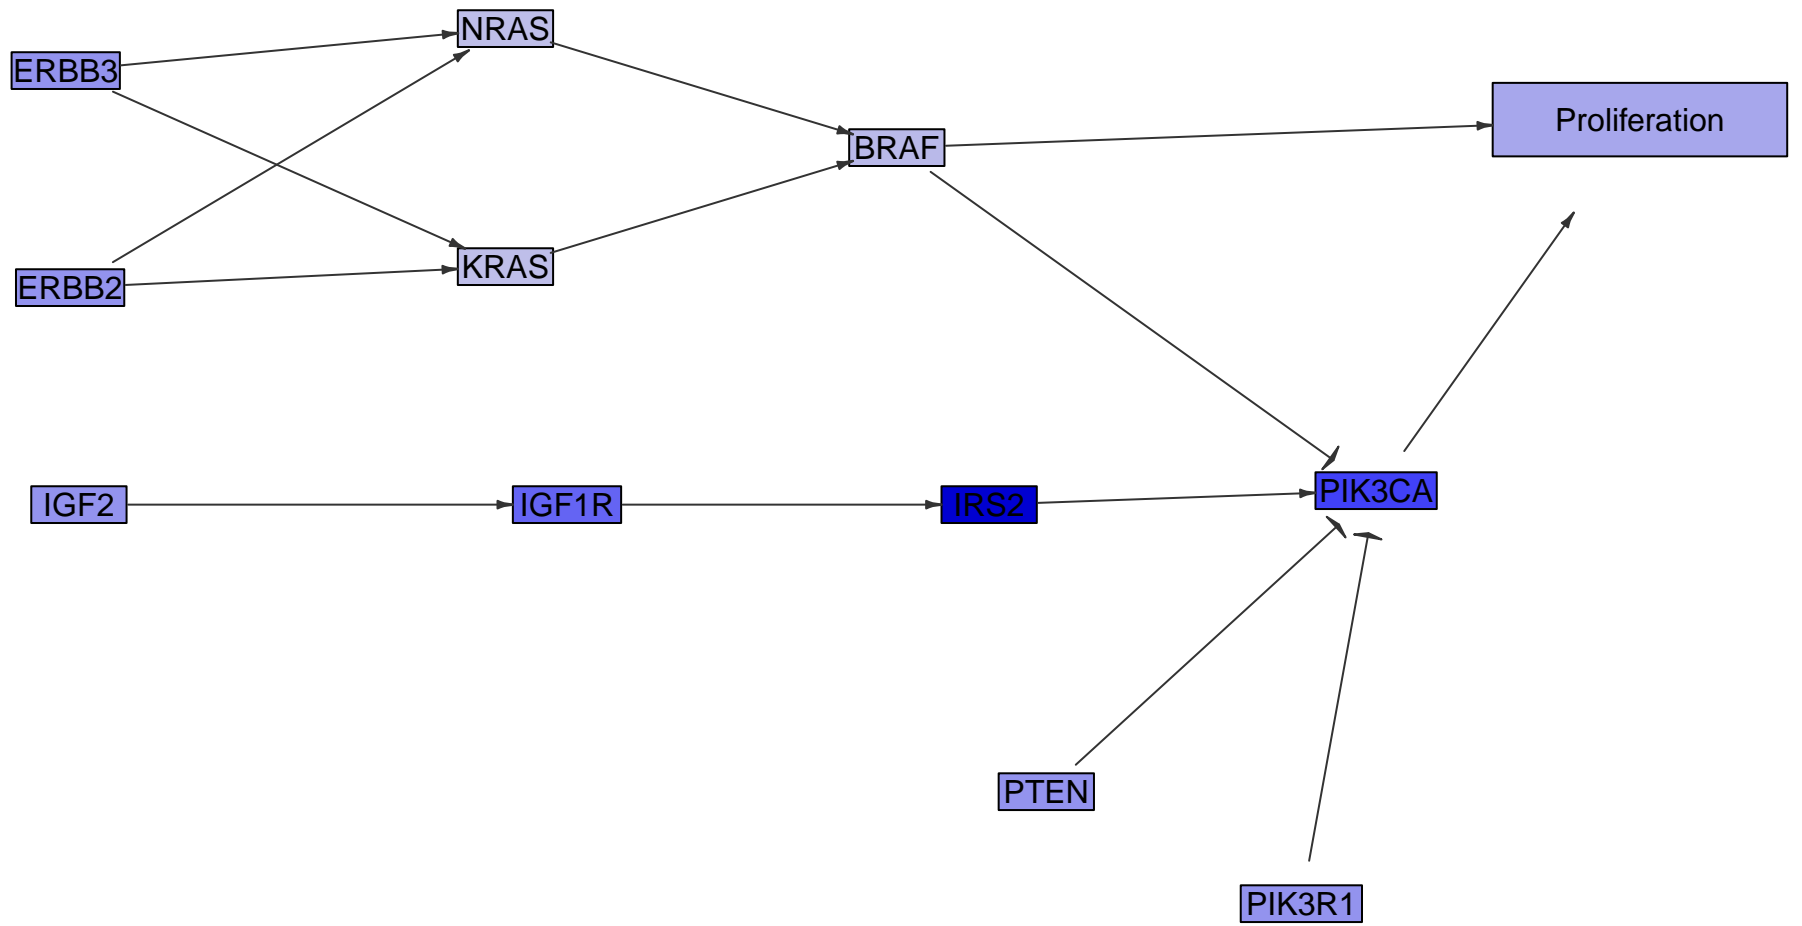 NRAS
ERBB3
Proliferation
BRAF
KRAS
ERBB2
IGF2
IGF1R
IRS2
PIK3CA
PTEN
PIK3R1